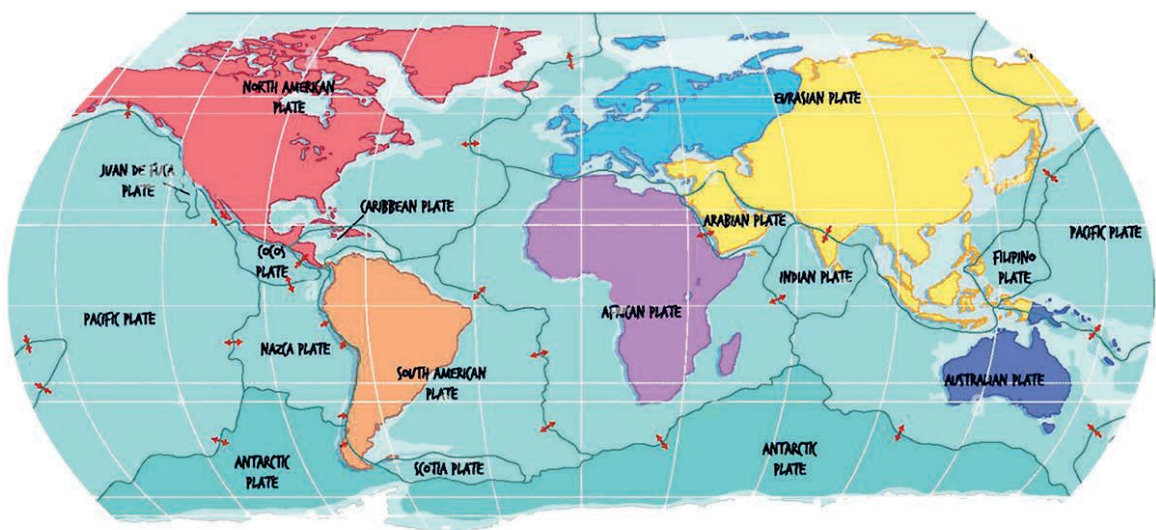 NORTH AMERICAN
PLATE
EURASIAN PLATE
JUAN DE FUCA
PLATE
CARIBBEAN PLATE
ARABIAN PLATE
PACIFIC PLATE
COCOS
PLATE
INDIAN PLATE
FILIPINO
PLATE
PACIFIC PLATE
AFRICAN PLATE
NAZCA PLATE
SOUTH AMERICAN
PLATE
AUSTRALIAN PLATE
ANTARCTIC
PLATE
SCOTIA PLATE
ANTARCTIC
PLATE